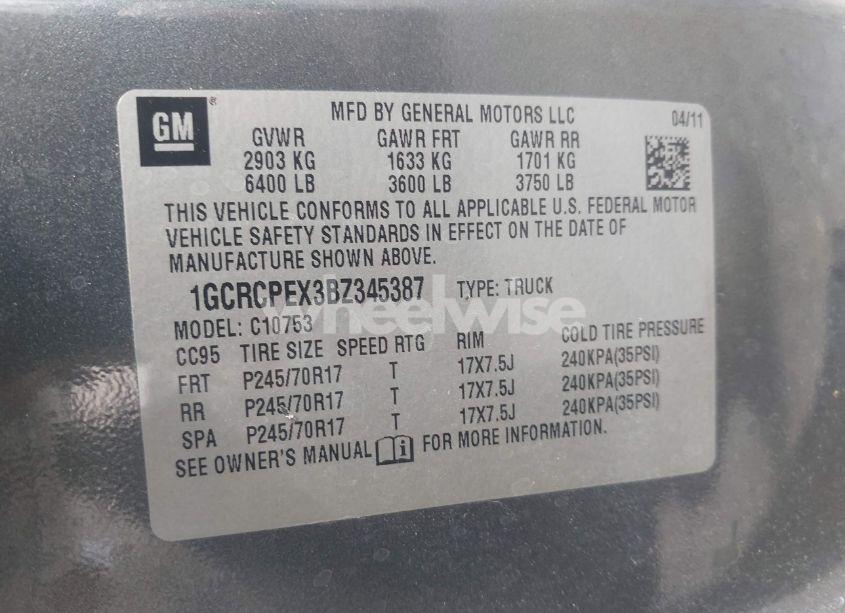 GM
MFD BY GENERAL MOTORS LLC 04/11
GVWR GAWR FRT GAWR RR
2903 KG 1633 KG 1701 KG
6400 LB 3600 LB 3750 LB
THIS VEHICLE CONFORMS TO ALL APPLICABLE U.S. FEDERAL MOTOR
VEHICLE SAFETY STANDARDS IN EFFECT ON THE DATE OF
MANUFACTURE SHOWN ABOVE.
1GCRCPEX3BZ345387 TYPE: TRUCK
wheelwise
MODEL: C10753
CC95 TIRE SIZE SPEED RTG RIM COLD TIRE PRESSURE
FRT P245/70R17 T 17X7.5J 240KPA(35PSI)
RR P245/70R17 T 17X7.5J 240KPA(35PSI)
SPA P245/70R17 T 17X7.5J 240KPA(35PSI)
SEE OWNER'S MANUAL i FOR MORE INFORMATION.